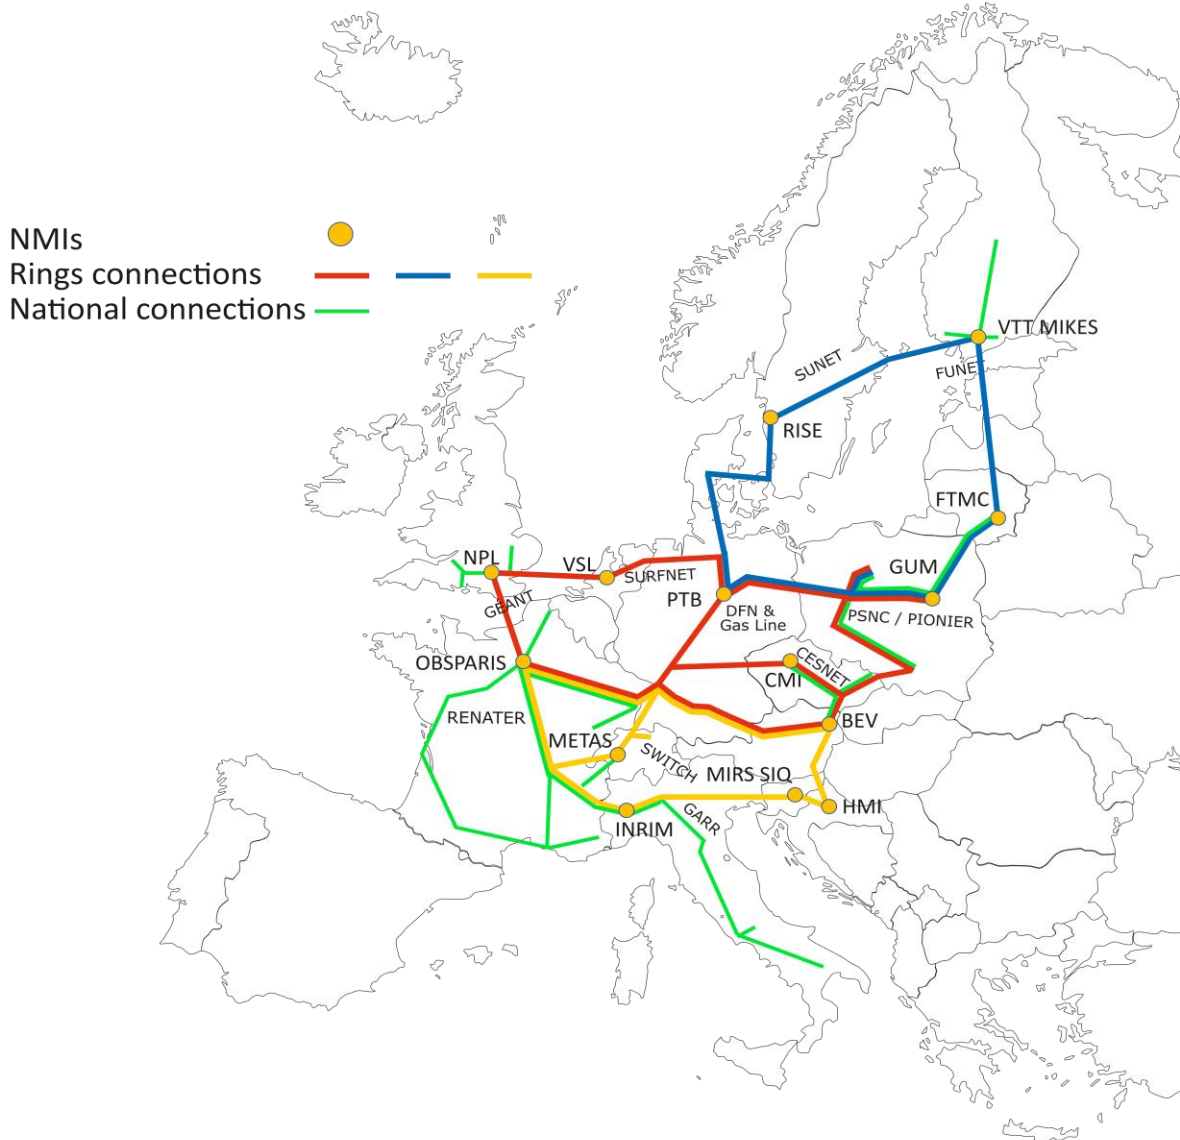 NMIs
Rings connections
National connections
VTT MIKES
SUNET
FUNET
RISE
FTMC
NPL
VSL
SURFNET
GUM
GÉANT
PTB
DFN &
Gas Line
PSNC / PIONIER
OBSPARIS
CESNET
CMI
RENATER
BEV
METAS
SWITCH
MIRS SIQ
HMI
GARR
INRIM